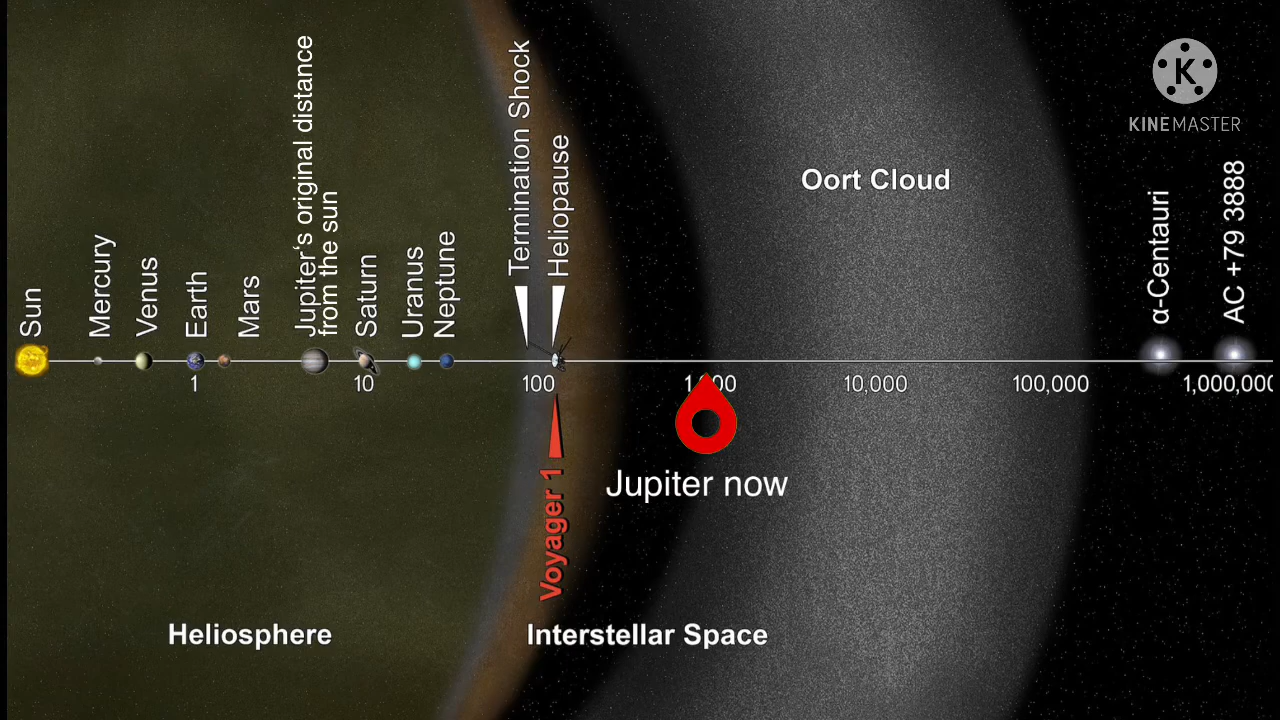 Sun
Mercury
Venus
Earth
Mars
Jupiter's original distance
from the sun
Saturn
Uranus
Neptune
Termination Shock
Heliopause
Oort Cloud
K
KINEMASTER
α-Centauri
AC +79 3888
1
10
100
10,000
100,000
Voyager 1
Jupiter now
Heliosphere
Interstellar Space